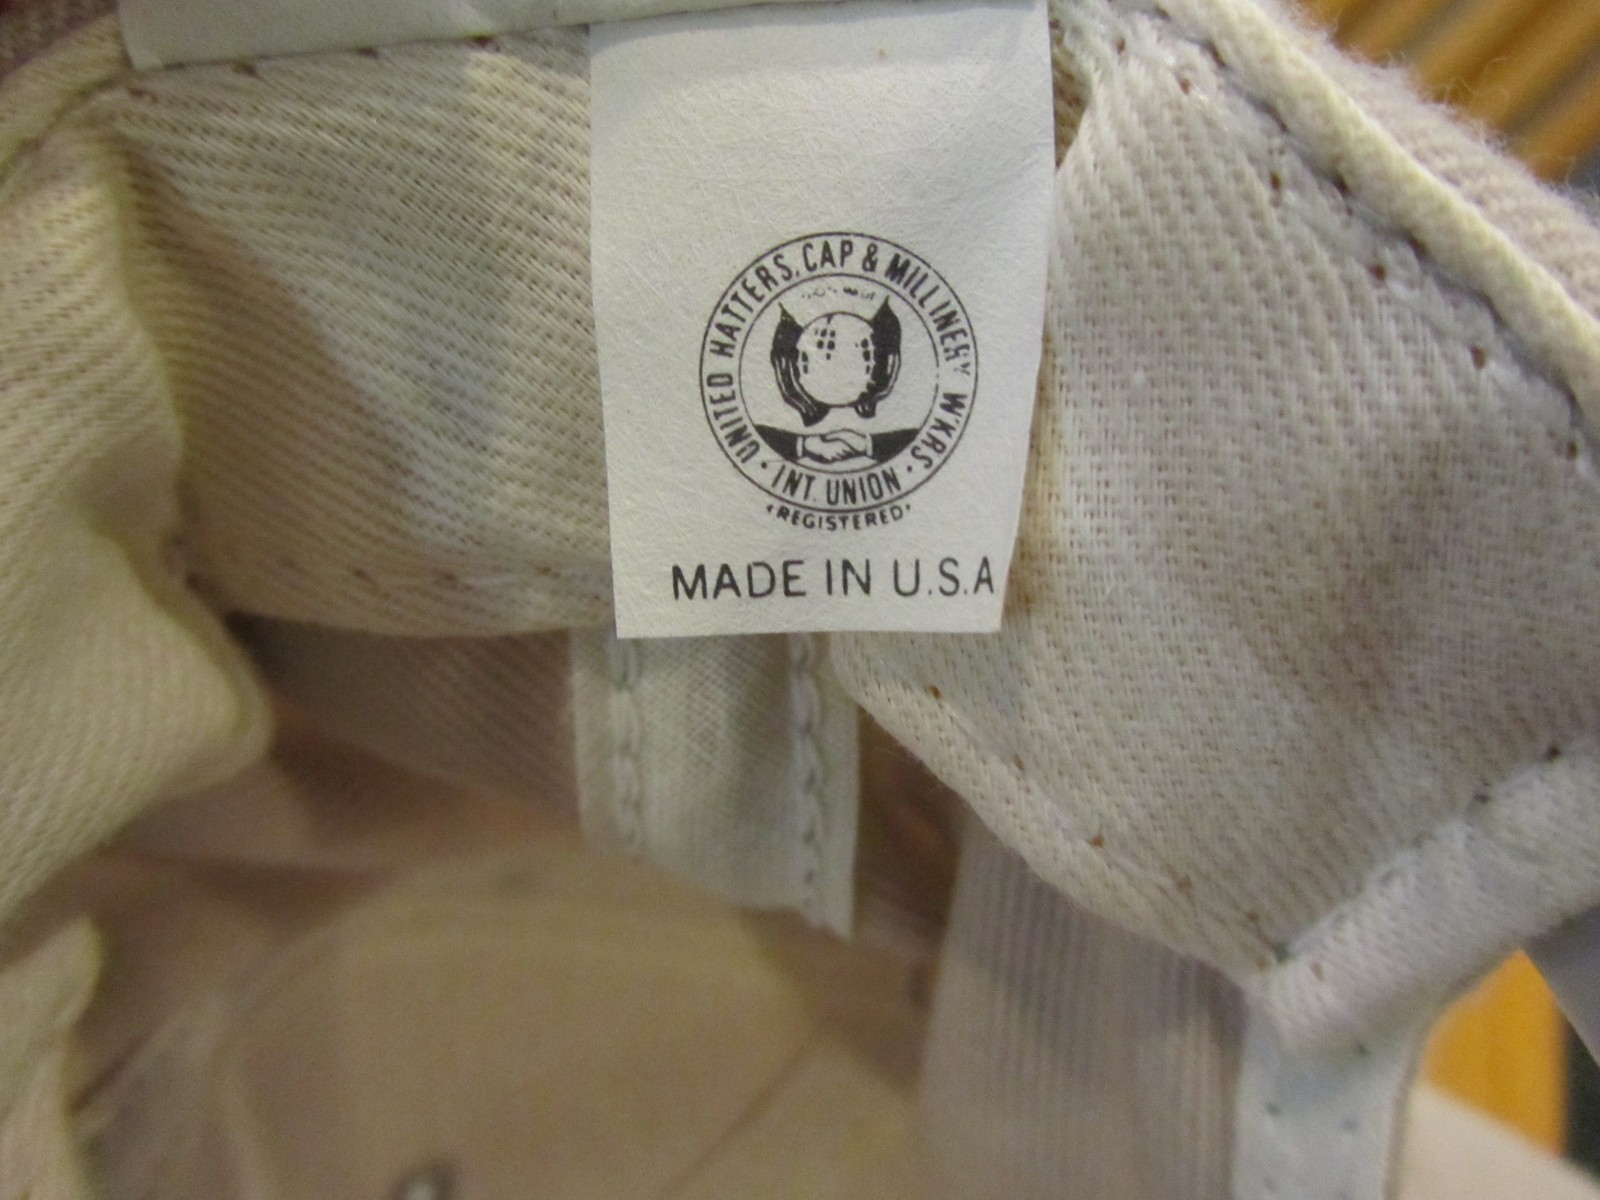 UNITED HATTERS, CAP & MILLINERY WKRS
• INT. UNION •
REGISTERED
MADE IN U.S.A